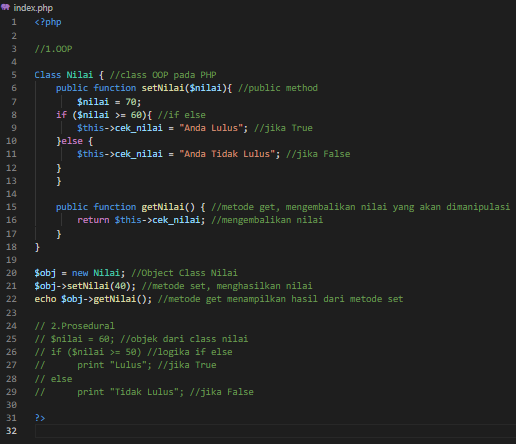 index.php
1 <?php
2
3 //1.OOP
4
5 Class Nilai { //class OOP pada PHP
6 public function setNilai($nilai){ //public method
7 $nilai = 70;
8 if ($nilai >= 60){ //if else
9 $this->cek_nilai = "Anda Lulus"; //jika True
10 }else {
11 $this->cek_nilai = "Anda Tidak Lulus"; //jika False
12 }
13 }
14
15 public function getNilai() { //metode get, mengembalikan nilai yang akan dimanipulasi
16 return $this->cek_nilai; //mengembalikan nilai
17 }
18 }
19
20 $obj = new Nilai; //Object Class Nilai
21 $obj->setNilai(40); //metode set, menghasilkan nilai
22 echo $obj->getNilai(); //metode get menampilkan hasil dari metode set
23
24 // 2.Prosedural
25 // $nilai = 60; //objek dari class nilai
26 // if ($nilai >= 50) //logika if else
27 // print "Lulus"; //jika True
28 // else
29 // print "Tidak Lulus"; //jika False
30
31 ?>
32